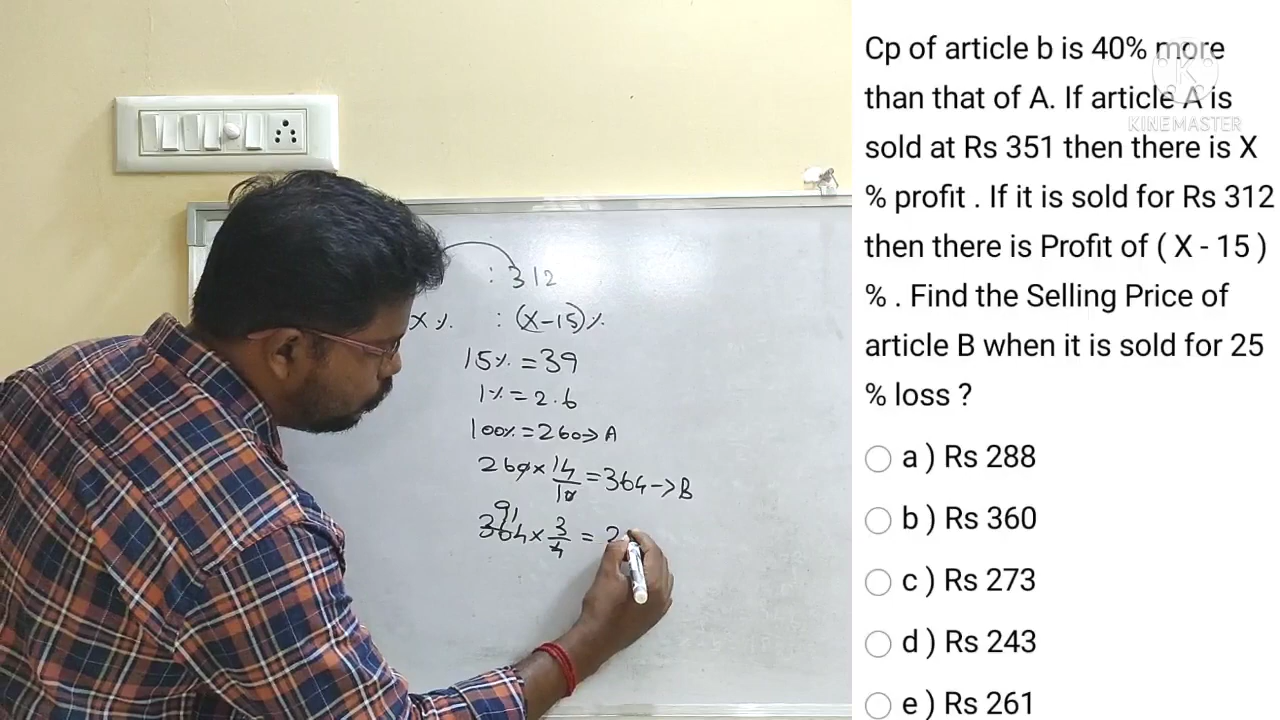 : 312
X % : (X-15)%
15% = 39
1% = 2.6
100% = 260 → A
260 × 14/10 = 364 → B
91
364 × 3/4 = 2
Cp of article b is 40% more
than that of A. If article A is
sold at Rs 351 then there is X
% profit . If it is sold for Rs 312
then there is Profit of ( X - 15 )
% . Find the Selling Price of
article B when it is sold for 25
% loss ?
a ) Rs 288
b ) Rs 360
c ) Rs 273
d ) Rs 243
e ) Rs 261
K
KINEMASTER